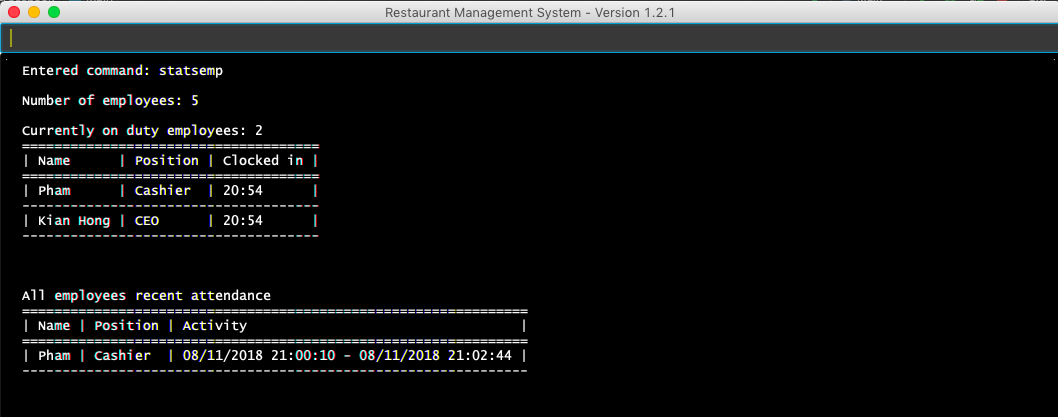 Restaurant Management System - Version 1.2.1
Entered command: statsemp
Number of employees: 5
Currently on duty employees: 2
=====================================
| Name      | Position | Clocked in |
=====================================
| Pham      | Cashier  | 20:54      |
-------------------------------------
| Kian Hong | CEO      | 20:54      |
-------------------------------------
All employees recent attendance
===============================================================
| Name | Position | Activity                                  |
===============================================================
| Pham | Cashier  | 08/11/2018 21:00:10 - 08/11/2018 21:02:44 |
---------------------------------------------------------------